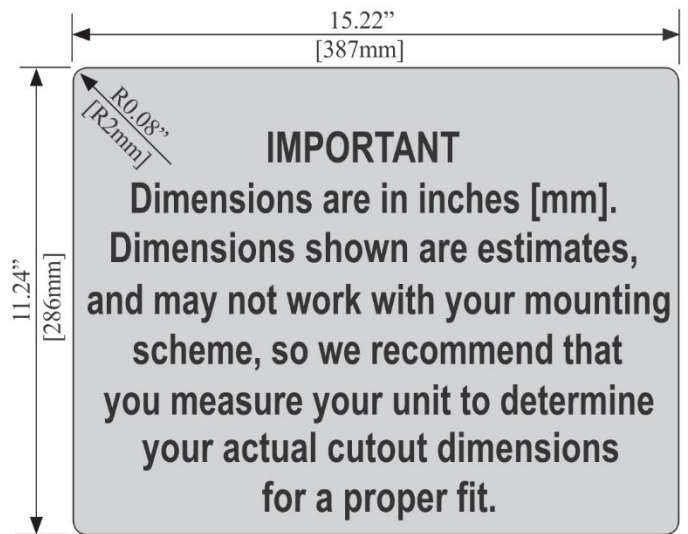 15.22”
[387mm]
R0.08”
[R2mm]
11.24”
[286mm]
IMPORTANT
Dimensions are in inches [mm].
Dimensions shown are estimates,
and may not work with your mounting
scheme, so we recommend that
you measure your unit to determine
your actual cutout dimensions
for a proper fit.